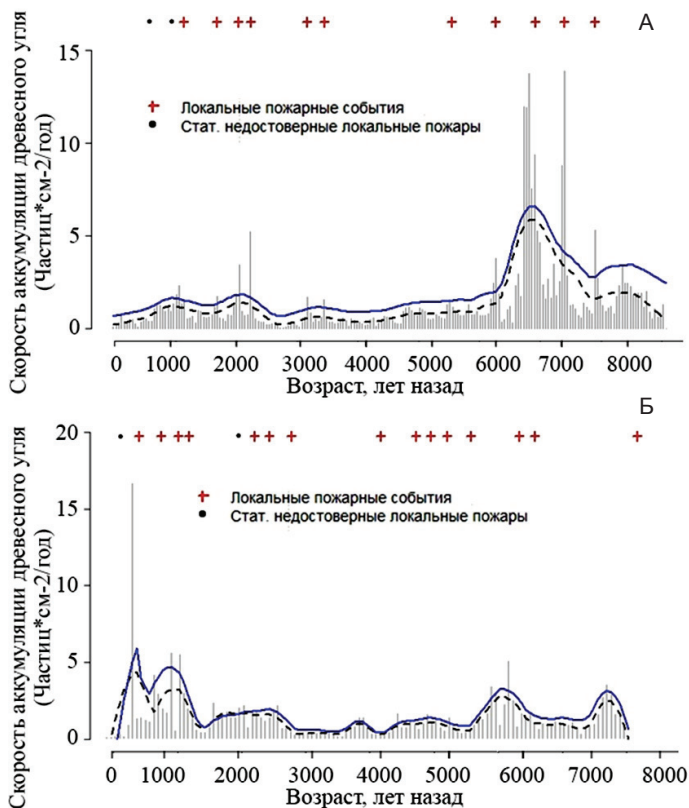 А
15
10
5
0
Скорость аккумуляции древесного угля
(Частиц*см-2/год)
Локальные пожарные события
Стат. недостоверные локальные пожары
0 1000 2000 3000 4000 5000 6000 7000 8000
Возраст, лет назад
Б
20
15
10
5
0
Скорость аккумуляции древесного угля
(Частиц*см-2/год)
Локальные пожарные события
Стат. недостоверные локальные пожары
0 1000 2000 3000 4000 5000 6000 7000 8000
Возраст, лет назад